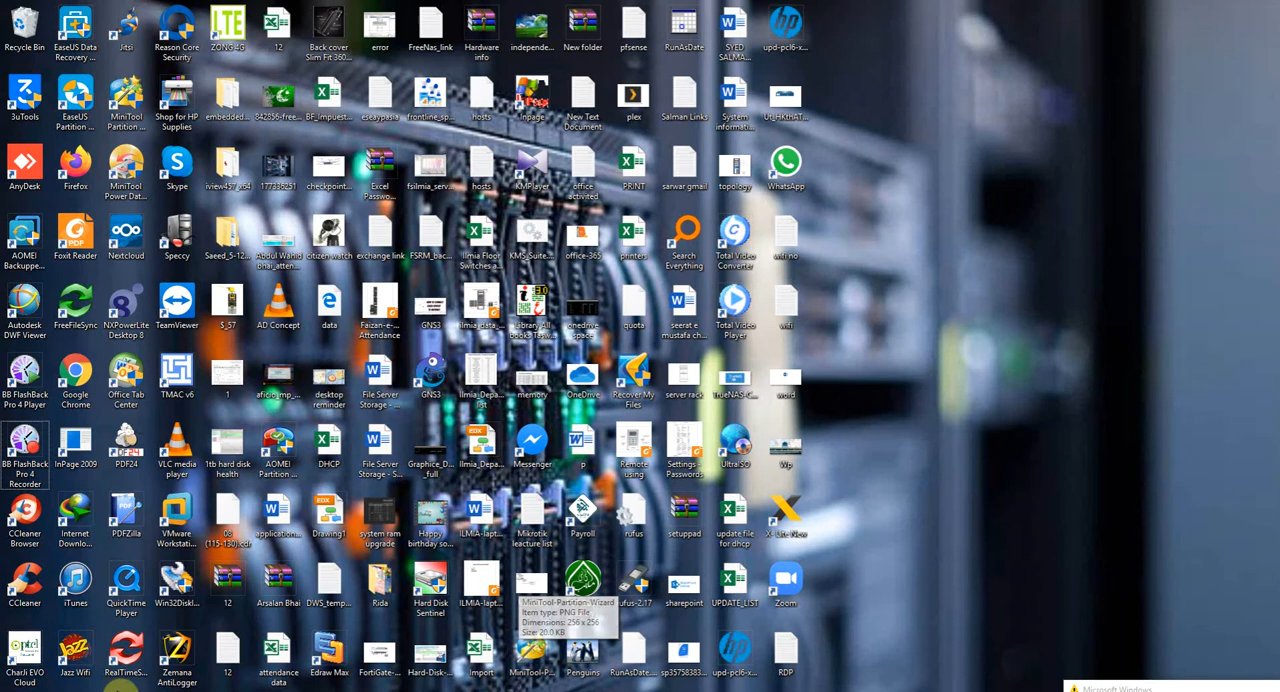 Recycle Bin
EaseUS Data
Recovery ...
Jitsi
Reason Core
Security
LTE
ZONG 4G
12
Back cover
Slim Fit 360...
error
FreeNas_link
Hardware
info
independe...
New folder
pfsense
RunAsDate
SYED
SALMA...
upd-pcl6-x...
3uTools
EaseUS
Partition ...
MiniTool
Partition ...
Shop for HP
Supplies
embedded...
842856-free...
BF_Impuest...
eseaypasia
frontline_sp...
hosts
Inpage
New Text
Document
plex
Salman Links
System
informati...
Ut_HKthAT...
AnyDesk
Firefox
MiniTool
Power Dat...
Skype
iview457_x64
177336251
checkpoint...
Excel
Passwo...
fsilmia_serv...
hosts
KMPlayer
office
activited
PRINT
sarwar gmail
topology
WhatsApp
AOMEI
Backuppe...
Foxit Reader
Nextcloud
Speccy
Saeed_5-12...
Abdul Wahid
bhai_atten...
citizen watch
exchange link
FSRM_bac...
Ilmia Floor
Switches a...
KMS_Suite...
office-365
printers
Search
Everything
Total Video
Converter
wifi no
Autodesk
DWF Viewer
FreeFileSync
NXPowerLite
Desktop 8
TeamViewer
$_57
AD Concept
data
Faizan-e-...
Attendance
GNS3
ilmia_data_...
Library All
books Tasw...
onedrive
space
quota
seerat e
mustafa ch...
Total Video
Player
wifi
BB FlashBack
Pro 4 Player
Google
Chrome
Office Tab
Center
TMAC v6
1
aficio_mp_...
desktop
reminder
File Server
Storage - ...
GNS3
Ilmia_Depa...
list
memory
OneDrive
Recover My
Files
server rack
TrueNAS-C...
word
BB FlashBack
Pro 4
Recorder
InPage 2009
PDF24
VLC media
player
1tb hard disk
health
AOMEI
Partition ...
DHCP
File Server
Storage - S...
Graphice_D...
_full
Ilmia_Depa...
Messenger
p
Remote
using
Settings -
Passwords
UltraISO
Wp
CCleaner
Browser
Internet
Downlo...
PDFZilla
VMware
Workstati...
08
(115-130).cdr
application...
Drawing1
system ram
upgrade
Happy
birthday so...
ILMIA-lapt...
Mikrotik
leacture list
Payroll
rufus
setuppad
update file
for dhcp
X- Lite New
CCleaner
iTunes
QuickTime
Player
Win32DiskI...
12
Arsalan Bhai
DWS_temp...
Rida
Hard Disk
Sentinel
ILMIA-lapt...
MiniTool-Partition-Wizard
Item type: PNG File
Dimensions: 256 x 256
Size: 20.0 KB
rufus-2.17
sharepoint
UPDATE_LIST
Zoom
CharJi EVO
Cloud
Jazz Wifi
RealTimeS...
Zemana
AntiLogger
12
attendance
data
Edraw Max
FortiGate-...
Hard-Disk-...
Import
MiniTool-P...
Penguins
RunAsDate...
sp35758383...
upd-pcl6-x...
RDP
Microsoft Windows